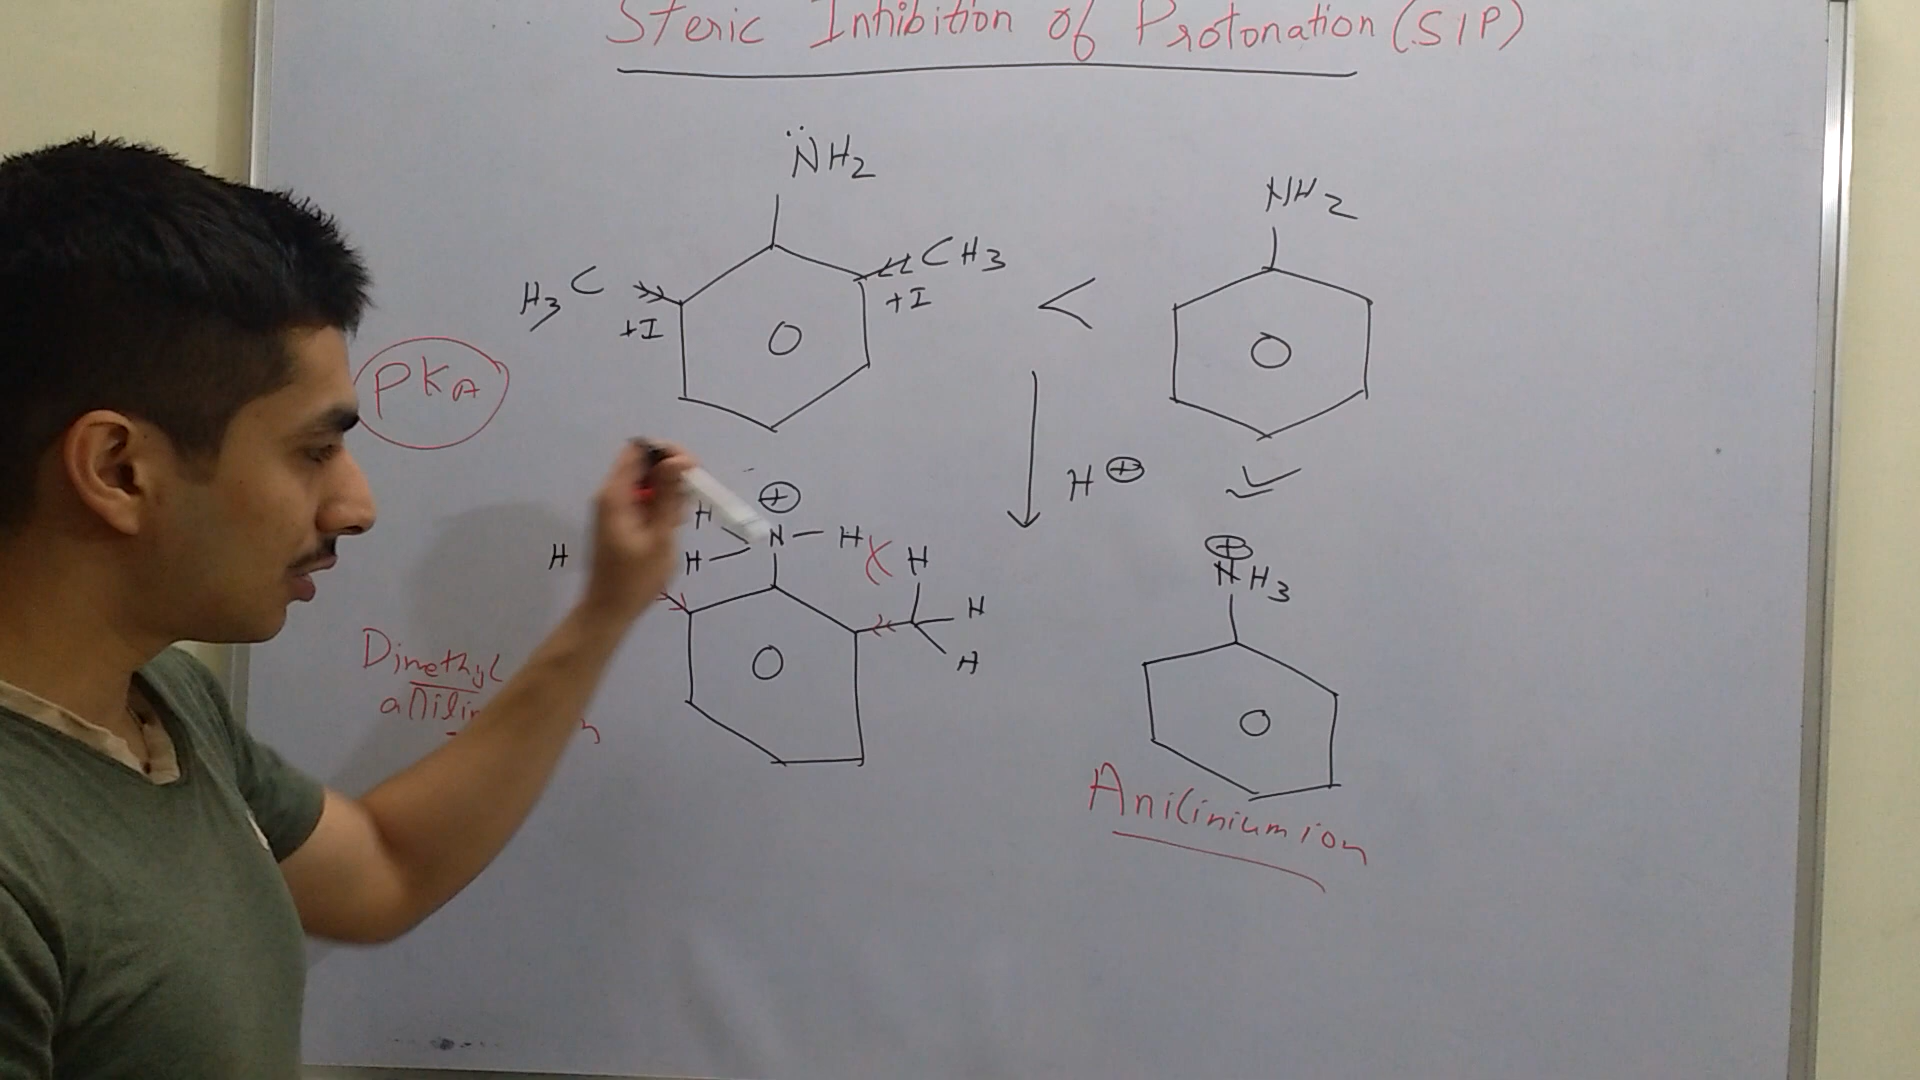 Steric Inhibition of Protonation (SIP)
N̈H2
NH2
H3C
CH3
+I
+I
<
PKA
H⊕
⊕
H
N
H
H
H
H
H
H
⊕
NH3
Dimethyl
Anilinium ion